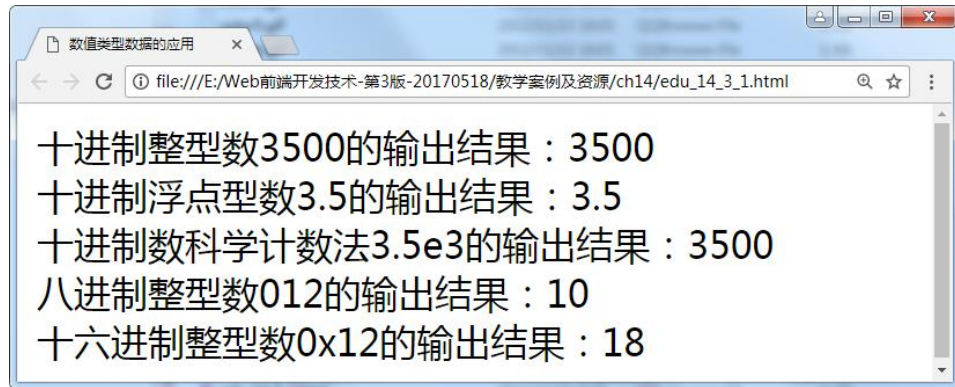 数值类型数据的应用
file:///E:/Web前端开发技术-第3版-20170518/教学案例及资源/ch14/edu_14_3_1.html
十进制整型数3500的输出结果：3500
十进制浮点型数3.5的输出结果：3.5
十进制数科学计数法3.5e3的输出结果：3500
八进制整型数012的输出结果：10
十六进制整型数0x12的输出结果：18